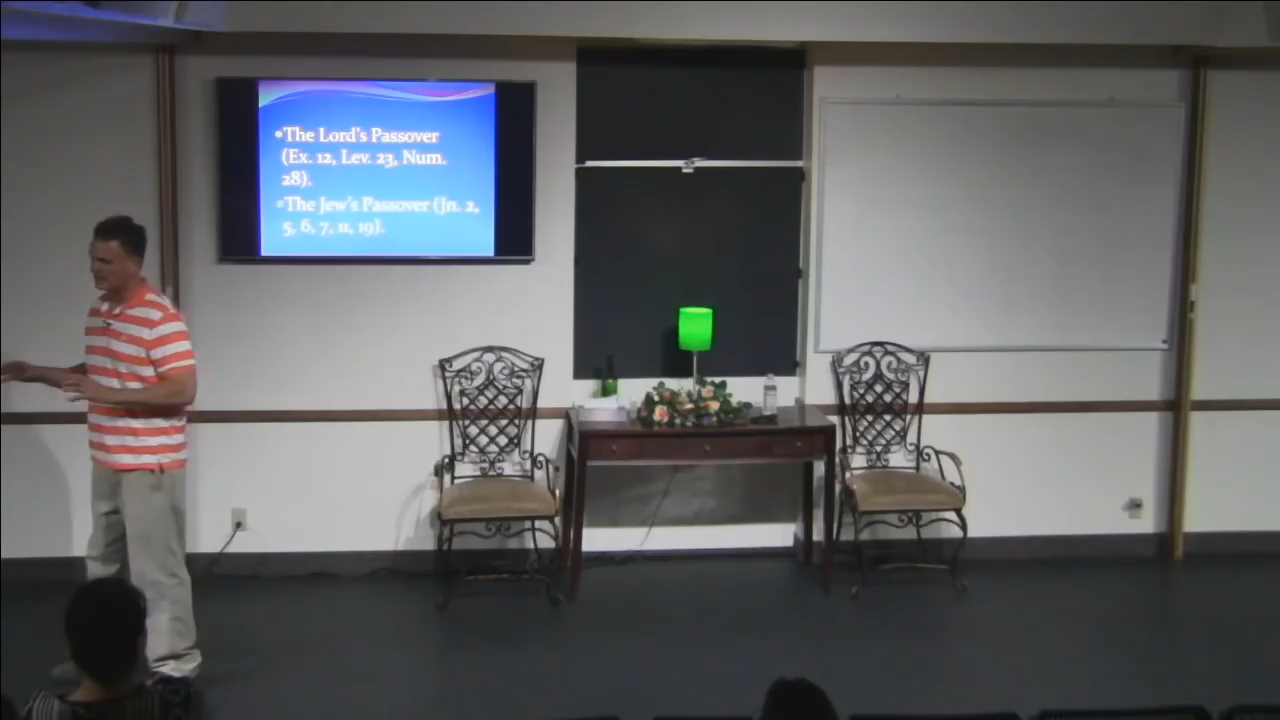 •The Lord's Passover
(Ex. 12, Lev. 23, Num.
28).
•The Jew's Passover (Jn. 2,
5, 6, 7, 11, 19).